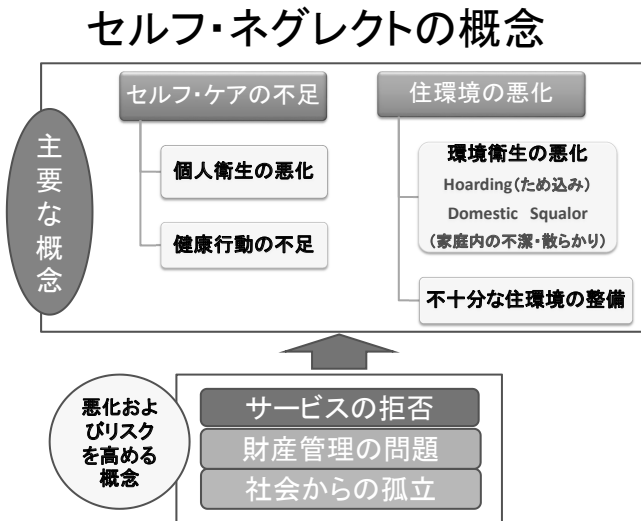 セルフ・ネグレクトの概念
主要な概念
セルフ・ケアの不足
個人衛生の悪化
健康行動の不足
住環境の悪化
環境衛生の悪化
Hoarding(ため込み)
Domestic Squalor
(家庭内の不潔・散らかり)
不十分な住環境の整備
悪化およ
びリスク
を高める
概念
サービスの拒否
財産管理の問題
社会からの孤立